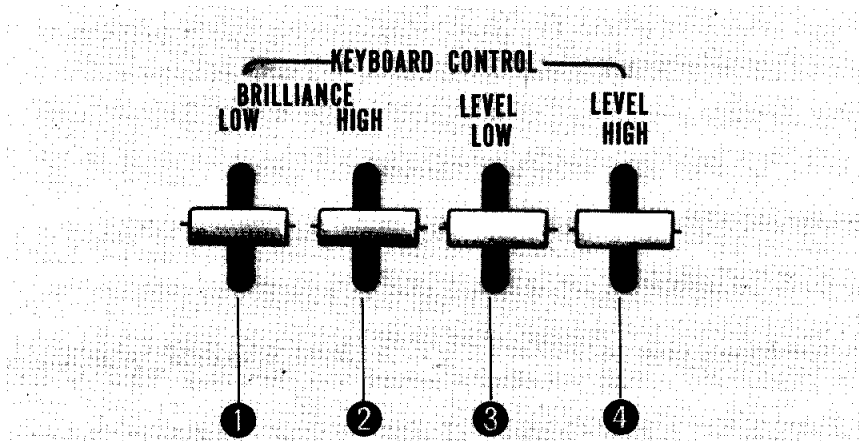 KEYBOARD CONTROL
BRILLIANCE
LOW HIGH
LEVEL
LOW
LEVEL
HIGH
1 2 3 4